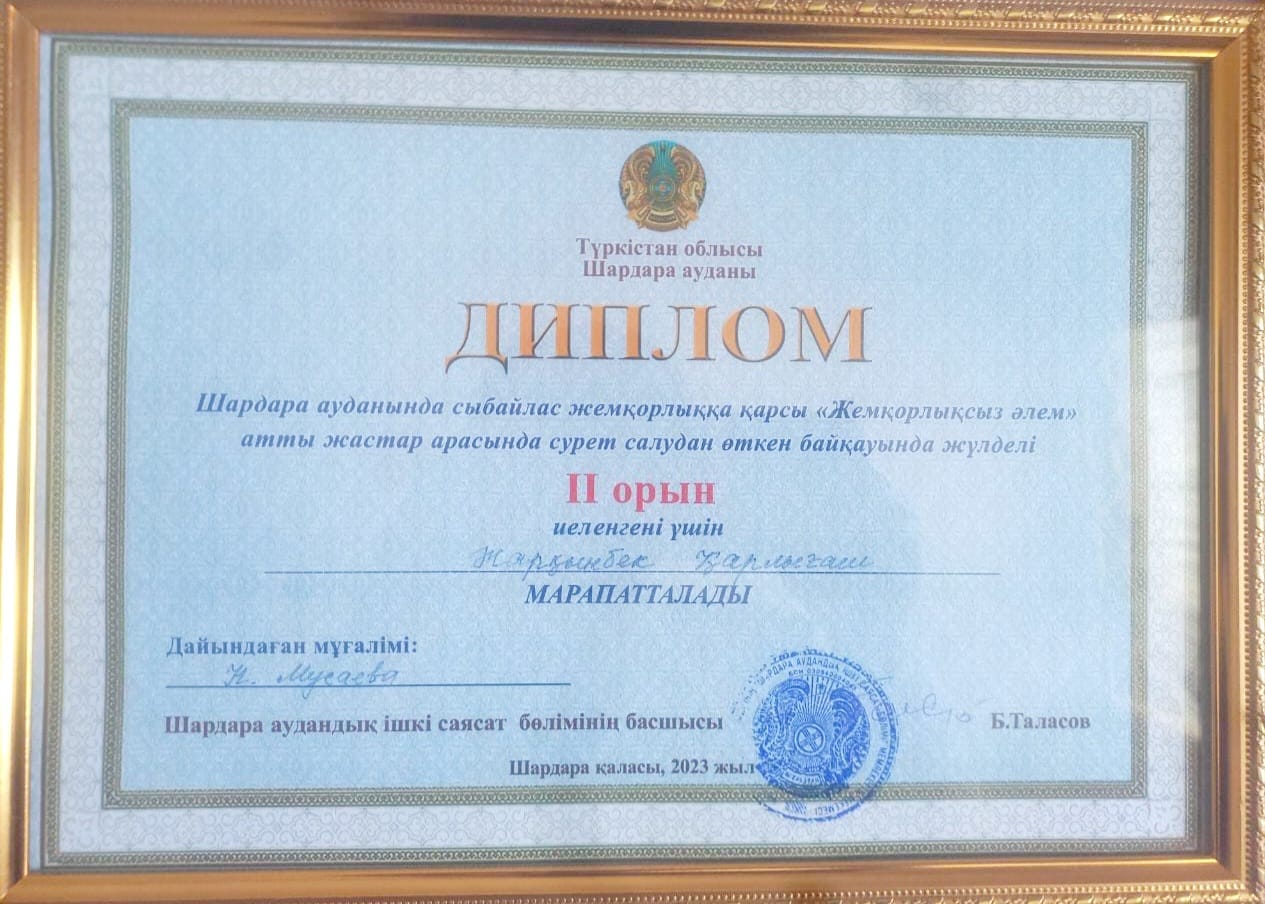 Түркістан облысы
Шардара ауданы
ДИПЛОМ
Шардара ауданында сыбайлас жемқорлыққа қарсы «Жемқорлықсыз әлем»
атты жастар арасында сурет салудан өткен байқауында жүлделі
II орын
иеленгені үшін
Жарқынбек Қарлығаш
МАРАПАТТАЛАДЫ
Дайындаған мұғалімі:
Н. Мусаева
Шардара аудандық ішкі саясат бөлімінің басшысы Б.Таласов
Шардара қаласы, 2023 жыл